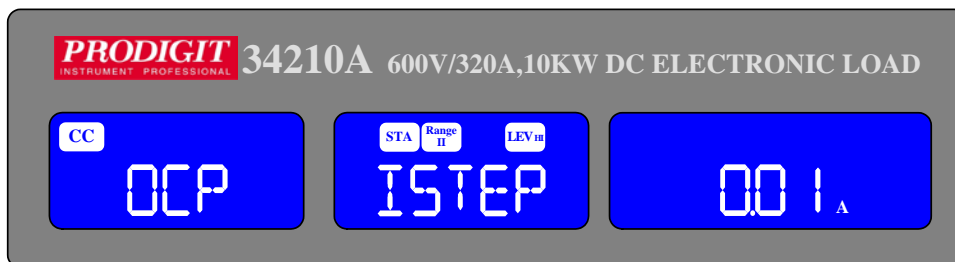 PRODIGIT 34210A 600V/320A,10KW DC ELECTRONIC LOAD
INSTRUMENT PROFESSIONAL
CC STA Range II LEV HI
OCP ISTEP 0.01 A